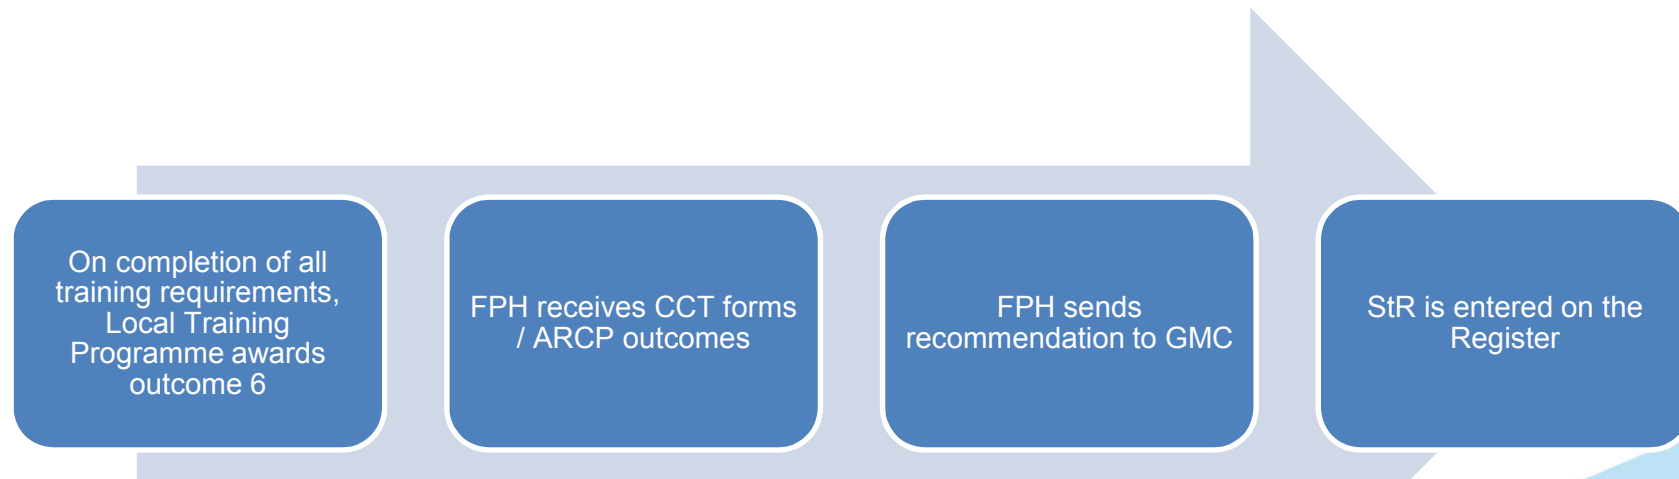 On completion of all
training requirements,
Local Training
Programme awards
outcome 6
FPH receives CCT forms
/ ARCP outcomes
FPH sends
recommendation to GMC
StR is entered on the
Register